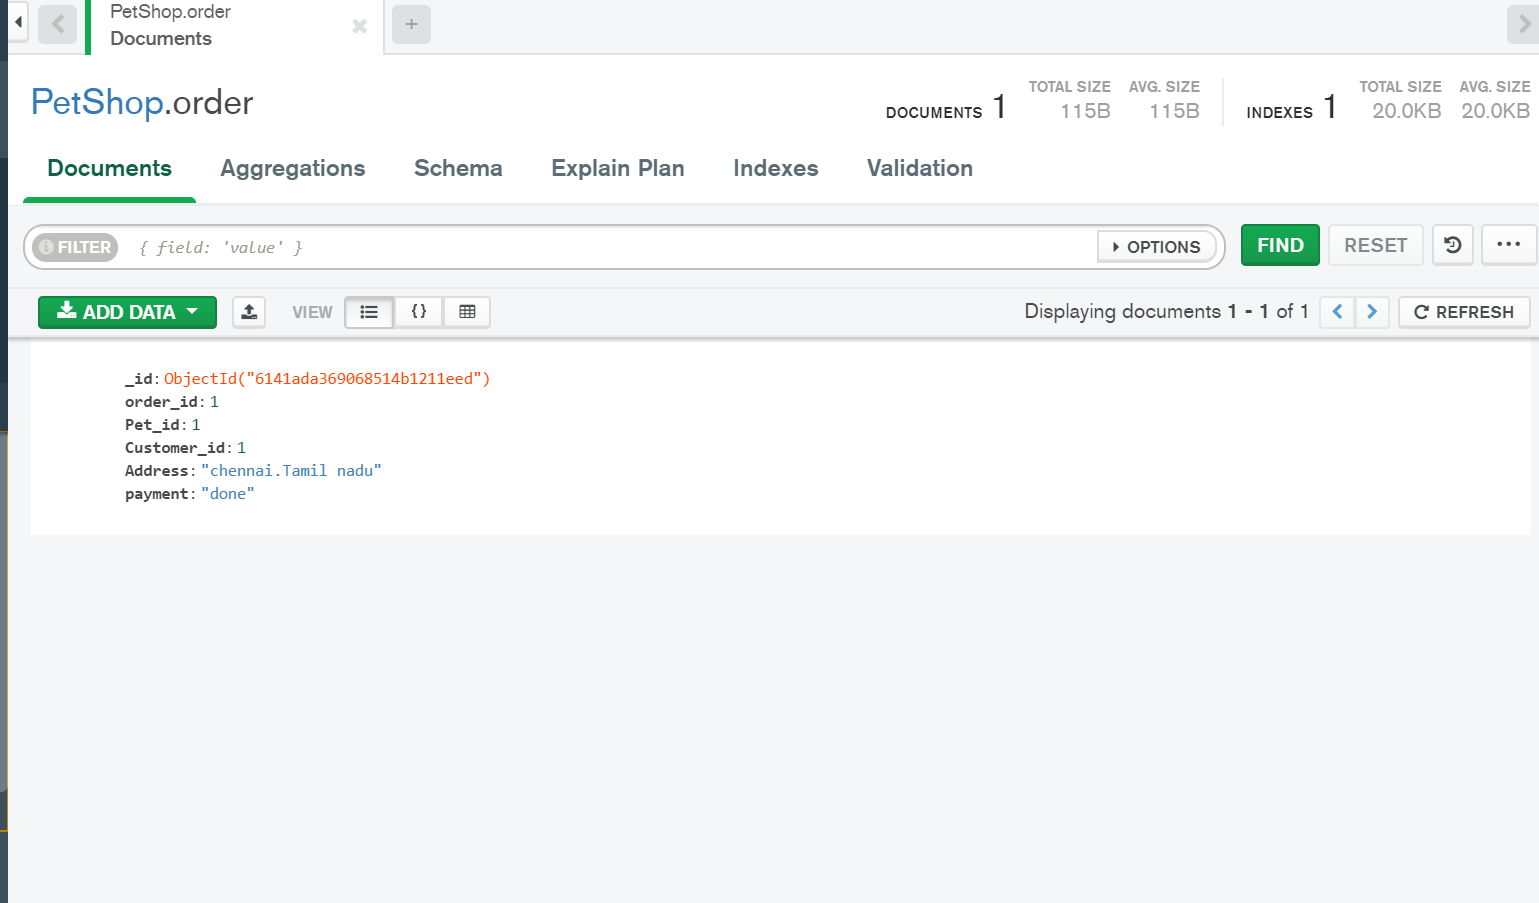 PetShop.order
Documents
PetShop.order
DOCUMENTS 1
TOTAL SIZE 115B
AVG. SIZE 115B
INDEXES 1
TOTAL SIZE 20.0KB
AVG. SIZE 20.0KB
Documents Aggregations Schema Explain Plan Indexes Validation
FILTER { field: 'value' } OPTIONS FIND RESET
ADD DATA VIEW {} Displaying documents 1 - 1 of 1 REFRESH
_id: ObjectId("6141ada369068514b1211eed")
order_id: 1
Pet_id: 1
Customer_id: 1
Address: "chennai.Tamil nadu"
payment: "done"